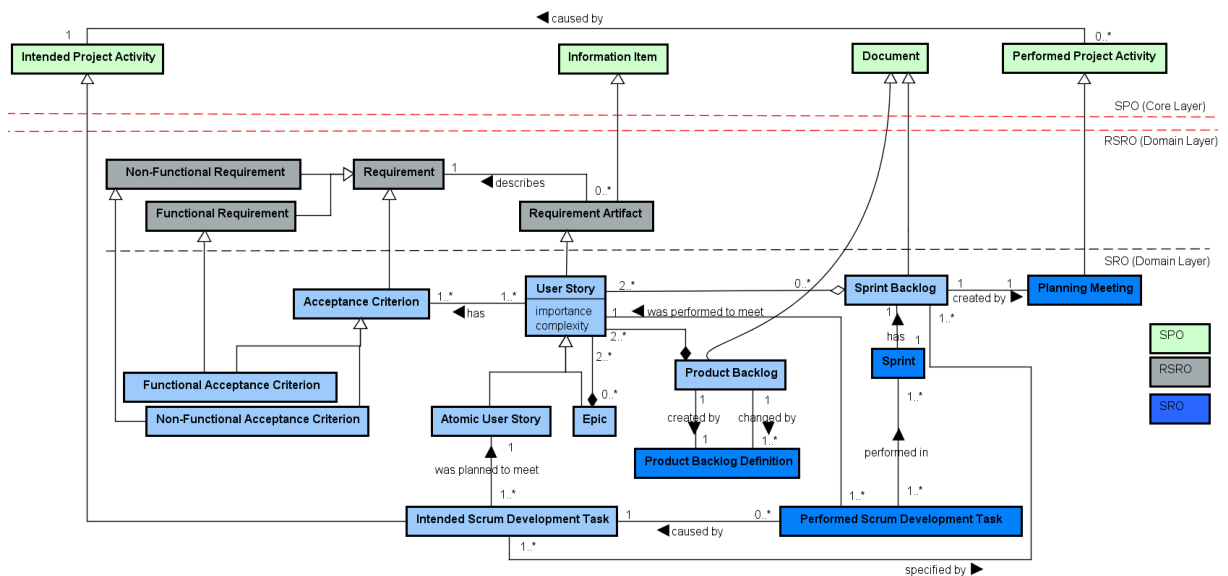 caused by
1
0..*
Intended Project Activity
Information Item
Document
Performed Project Activity
SPO (Core Layer)
RSRO (Domain Layer)
Non-Functional Requirement
Requirement
1
describes
0..*
Functional Requirement
Requirement Artifact
SRO (Domain Layer)
User Story
importance
complexity
2..*
0..*
Sprint Backlog
1
1
created by
Planning Meeting
Acceptance Criterion
1..*
1..*
has
1
was performed to meet
1
1..*
2..*
has
1
2..*
SPO
Sprint
Functional Acceptance Criterion
Product Backlog
RSRO
0..*
1
1
1..*
Non-Functional Acceptance Criterion
Atomic User Story
Epic
created by
changed by
SRO
1
1
1..*
was planned to meet
Product Backlog Definition
performed in
1..*
1..*
1..*
Intended Scrum Development Task
1
0..*
Performed Scrum Development Task
caused by
1..*
specified by